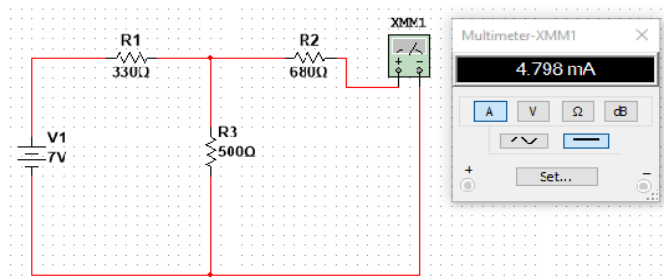 XMM1
R1
330Ω
R2
680Ω
+ −
V1
7V
R3
500Ω
Multimeter-XMM1
4.798 mA
A V Ω dB
+ Set... −